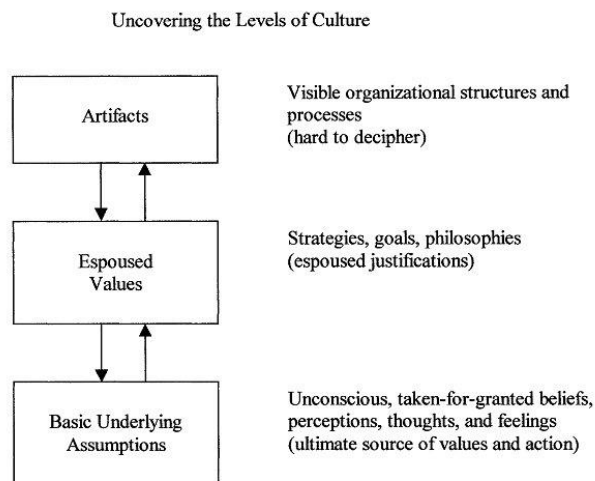 Uncovering the Levels of Culture
Artifacts
Visible organizational structures and
processes
(hard to decipher)
Espoused
Values
Strategies, goals, philosophies
(espoused justifications)
Basic Underlying
Assumptions
Unconscious, taken-for-granted beliefs,
perceptions, thoughts, and feelings
(ultimate source of values and action)